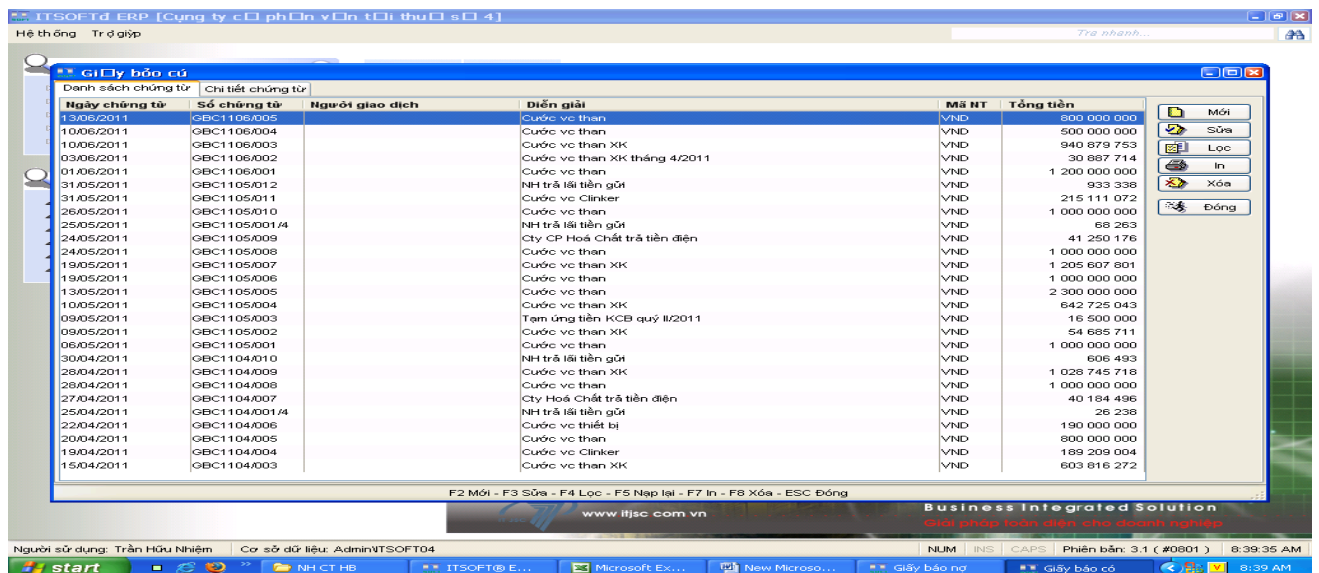 ITSOFTđ ERP [Cụng ty c□ ph□n v□n t□i thu□ s□ 4]
Hệ thống Trợ giýp
Tra nhanh...
Gi□y bỏo cú
Danh sách chứng từ Chi tiết chứng từ
Ngày chứng từ Số chứng từ Người giao dịch Diễn giải Mã NT Tổng tiền
13/06/2011 GBC1106/005 Cước vc than VND 800 000 000
10/06/2011 GBC1106/004 Cước vc than VND 500 000 000
10/06/2011 GBC1106/003 Cước vc than XK VND 940 879 753
03/06/2011 GBC1106/002 Cước vc than XK tháng 4/2011 VND 30 887 714
01/06/2011 GBC1106/001 Cước vc than VND 1 200 000 000
31/05/2011 GBC1105/012 NH trả lãi tiền gửi VND 933 338
31/05/2011 GBC1105/011 Cước vc Clinker VND 215 111 072
26/05/2011 GBC1105/010 Cước vc than VND 1 000 000 000
25/05/2011 GBC1105/001/4 NH trả lãi tiền gửi VND 68 263
24/05/2011 GBC1105/009 Cty CP Hoá Chất trả tiền điện VND 41 250 176
24/05/2011 GBC1105/008 Cước vc than VND 1 000 000 000
19/05/2011 GBC1105/007 Cước vc than XK VND 1 205 607 801
19/05/2011 GBC1105/006 Cước vc than VND 1 000 000 000
13/05/2011 GBC1105/005 Cước vc than VND 2 300 000 000
10/05/2011 GBC1105/004 Cước vc than XK VND 642 725 043
09/05/2011 GBC1105/003 Tạm ứng tiền KCB quý II/2011 VND 16 500 000
09/05/2011 GBC1105/002 Cước vc than XK VND 54 685 711
06/05/2011 GBC1105/001 Cước vc than VND 1 000 000 000
30/04/2011 GBC1104/010 NH trả lãi tiền gửi VND 606 493
28/04/2011 GBC1104/009 Cước vc than XK VND 1 028 745 718
28/04/2011 GBC1104/008 Cước vc than VND 1 000 000 000
27/04/2011 GBC1104/007 Cty Hoá Chất trả tiền điện VND 40 184 496
25/04/2011 GBC1104/001/4 NH trả lãi tiền gửi VND 26 238
22/04/2011 GBC1104/006 Cước vc thiết bị VND 190 000 000
20/04/2011 GBC1104/005 Cước vc than VND 800 000 000
19/04/2011 GBC1104/004 Cước vc Clinker VND 189 209 004
15/04/2011 GBC1104/003 Cước vc than XK VND 603 816 272
Mới
Sửa
Lọc
In
Xóa
Đóng
F2 Mới - F3 Sửa - F4 Lọc - F5 Nạp lại - F7 In - F8 Xóa - ESC Đóng
www itjsc com vn
Business Integrated Solution
Giải pháp toàn diện cho doanh nghiệp
Người sử dụng: Trần Hữu Nhiệm Cơ sở dữ liệu: Admin\ITSOFT04 NUM INS CAPS Phiên bản: 3.1 ( #0801 ) 8:39:35 AM
start NH CT HB ITSOFT® E... Microsoft Ex... New Microso... Giấy báo nợ Giấy báo có V 8:39 AM